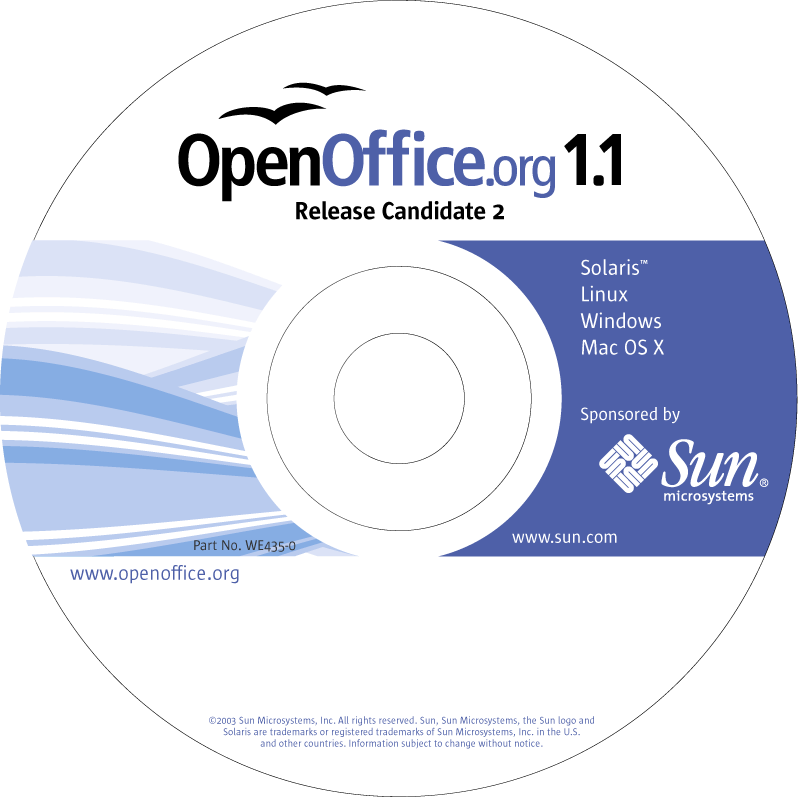 OpenOffice.org 1.1
Release Candidate 2
Solaris™
Linux
Windows
Mac OS X
Sponsored by
Sun®
microsystems
www.sun.com
Part No. WE435-0
www.openoffice.org
©2003 Sun Microsystems, Inc. All rights reserved. Sun, Sun Microsystems, the Sun logo and
Solaris are trademarks or registered trademarks of Sun Microsystems, Inc. in the U.S.
and other countries. Information subject to change without notice.